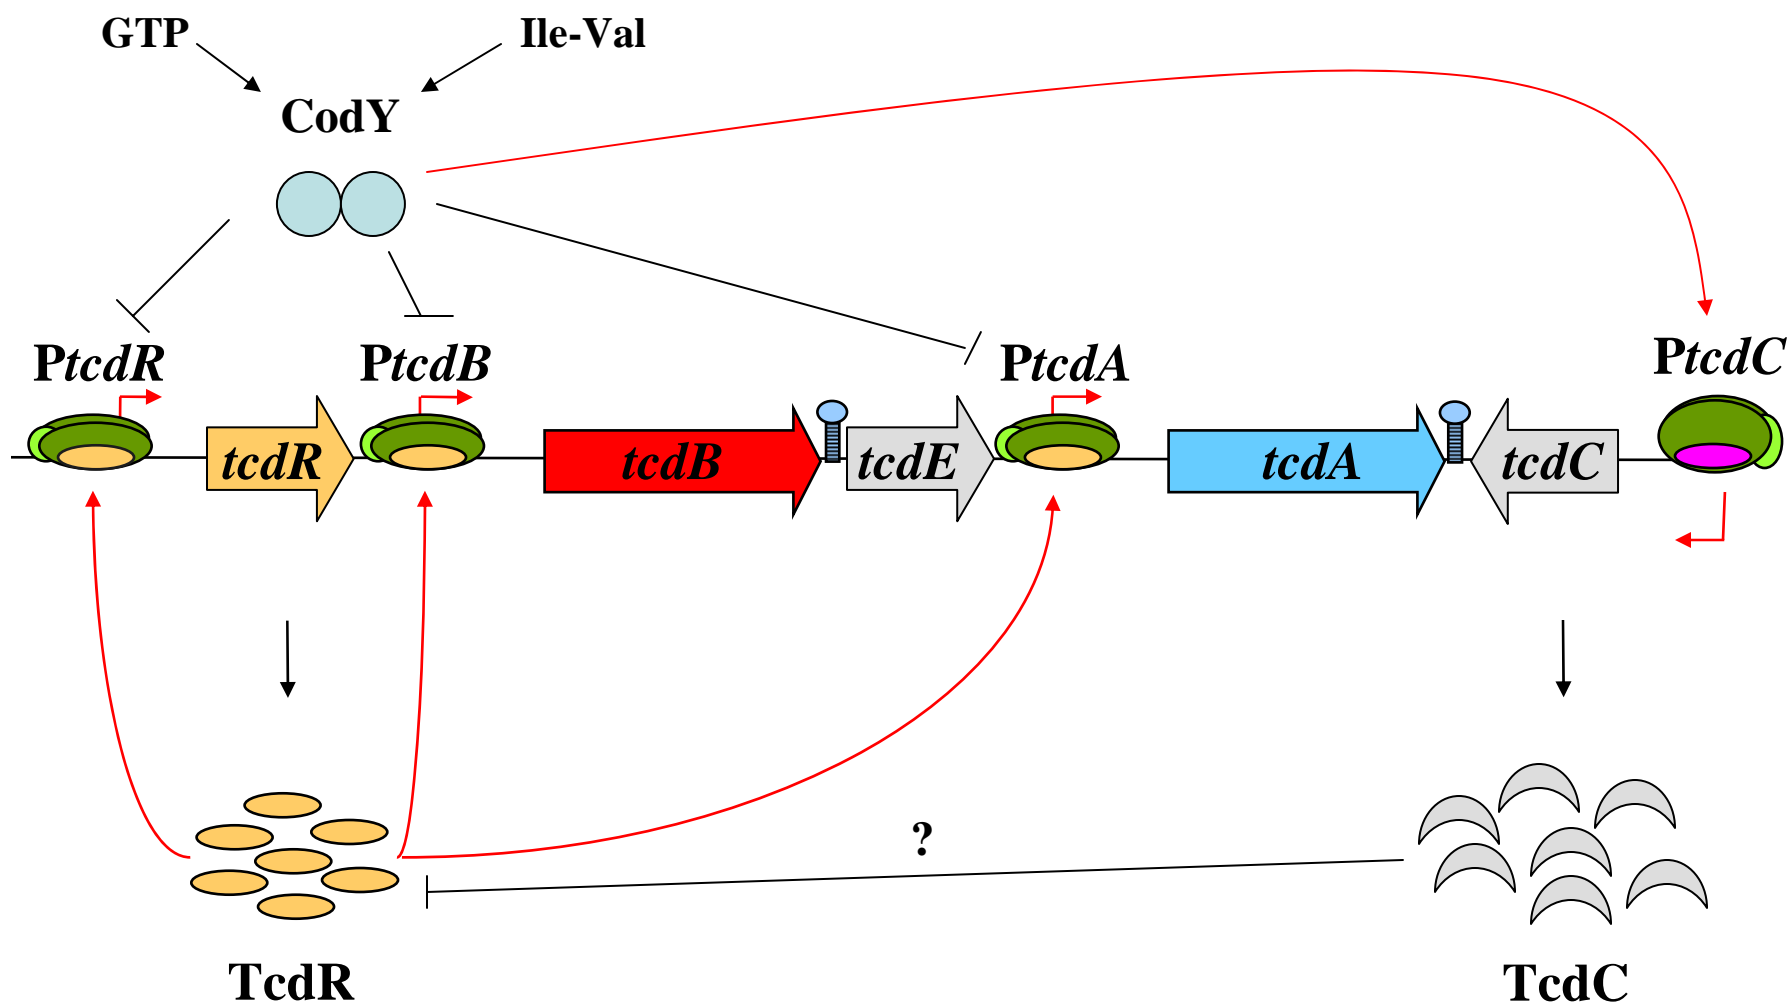 GTP
Ile-Val
CodY
PtcdR
PtcdB
PtcdA
PtcdC
tcdR
tcdB
tcdE
tcdA
tcdC
?
TcdR
TcdC